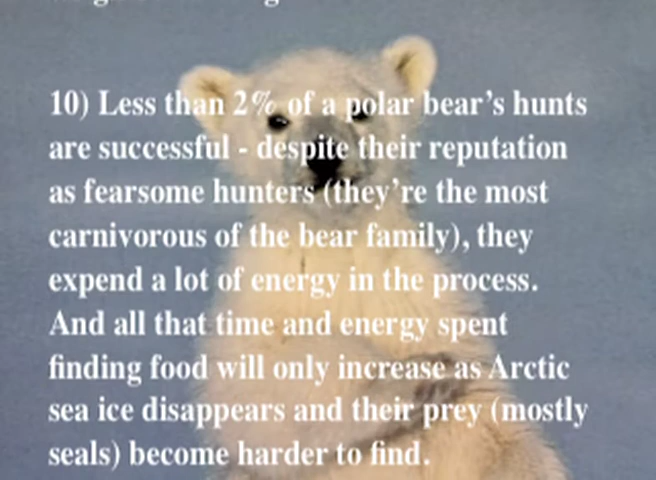 10) Less than 2% of a polar bear's hunts
are successful - despite their reputation
as fearsome hunters (they're the most
carnivorous of the bear family), they
expend a lot of energy in the process.
And all that time and energy spent
finding food will only increase as Arctic
sea ice disappears and their prey (mostly
seals) become harder to find.